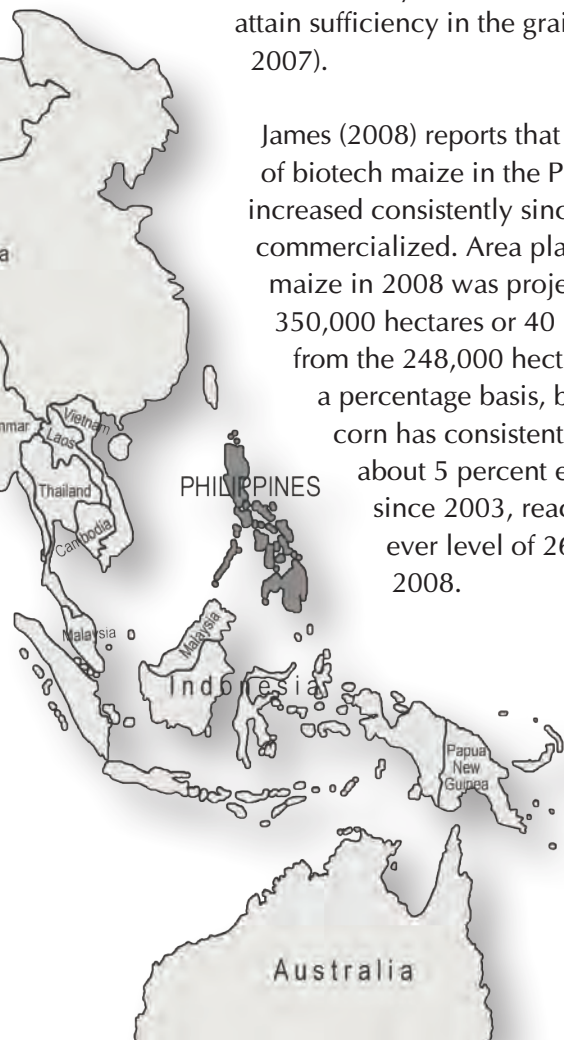 attain sufficiency in the grai
2007).
James (2008) reports that
of biotech maize in the P
increased consistently sinc
commercialized. Area pla
maize in 2008 was proje
350,000 hectares or 40
from the 248,000 hect
a percentage basis, b
corn has consistent
about 5 percent e
since 2003, reac
ever level of 26
2008.
a
nmar
Vietnam
Laos
Thailand
Cambodia
PHILIPPINES
Malaysia
Malaysia
Indonesia
Papua
New
Guinea
Australia